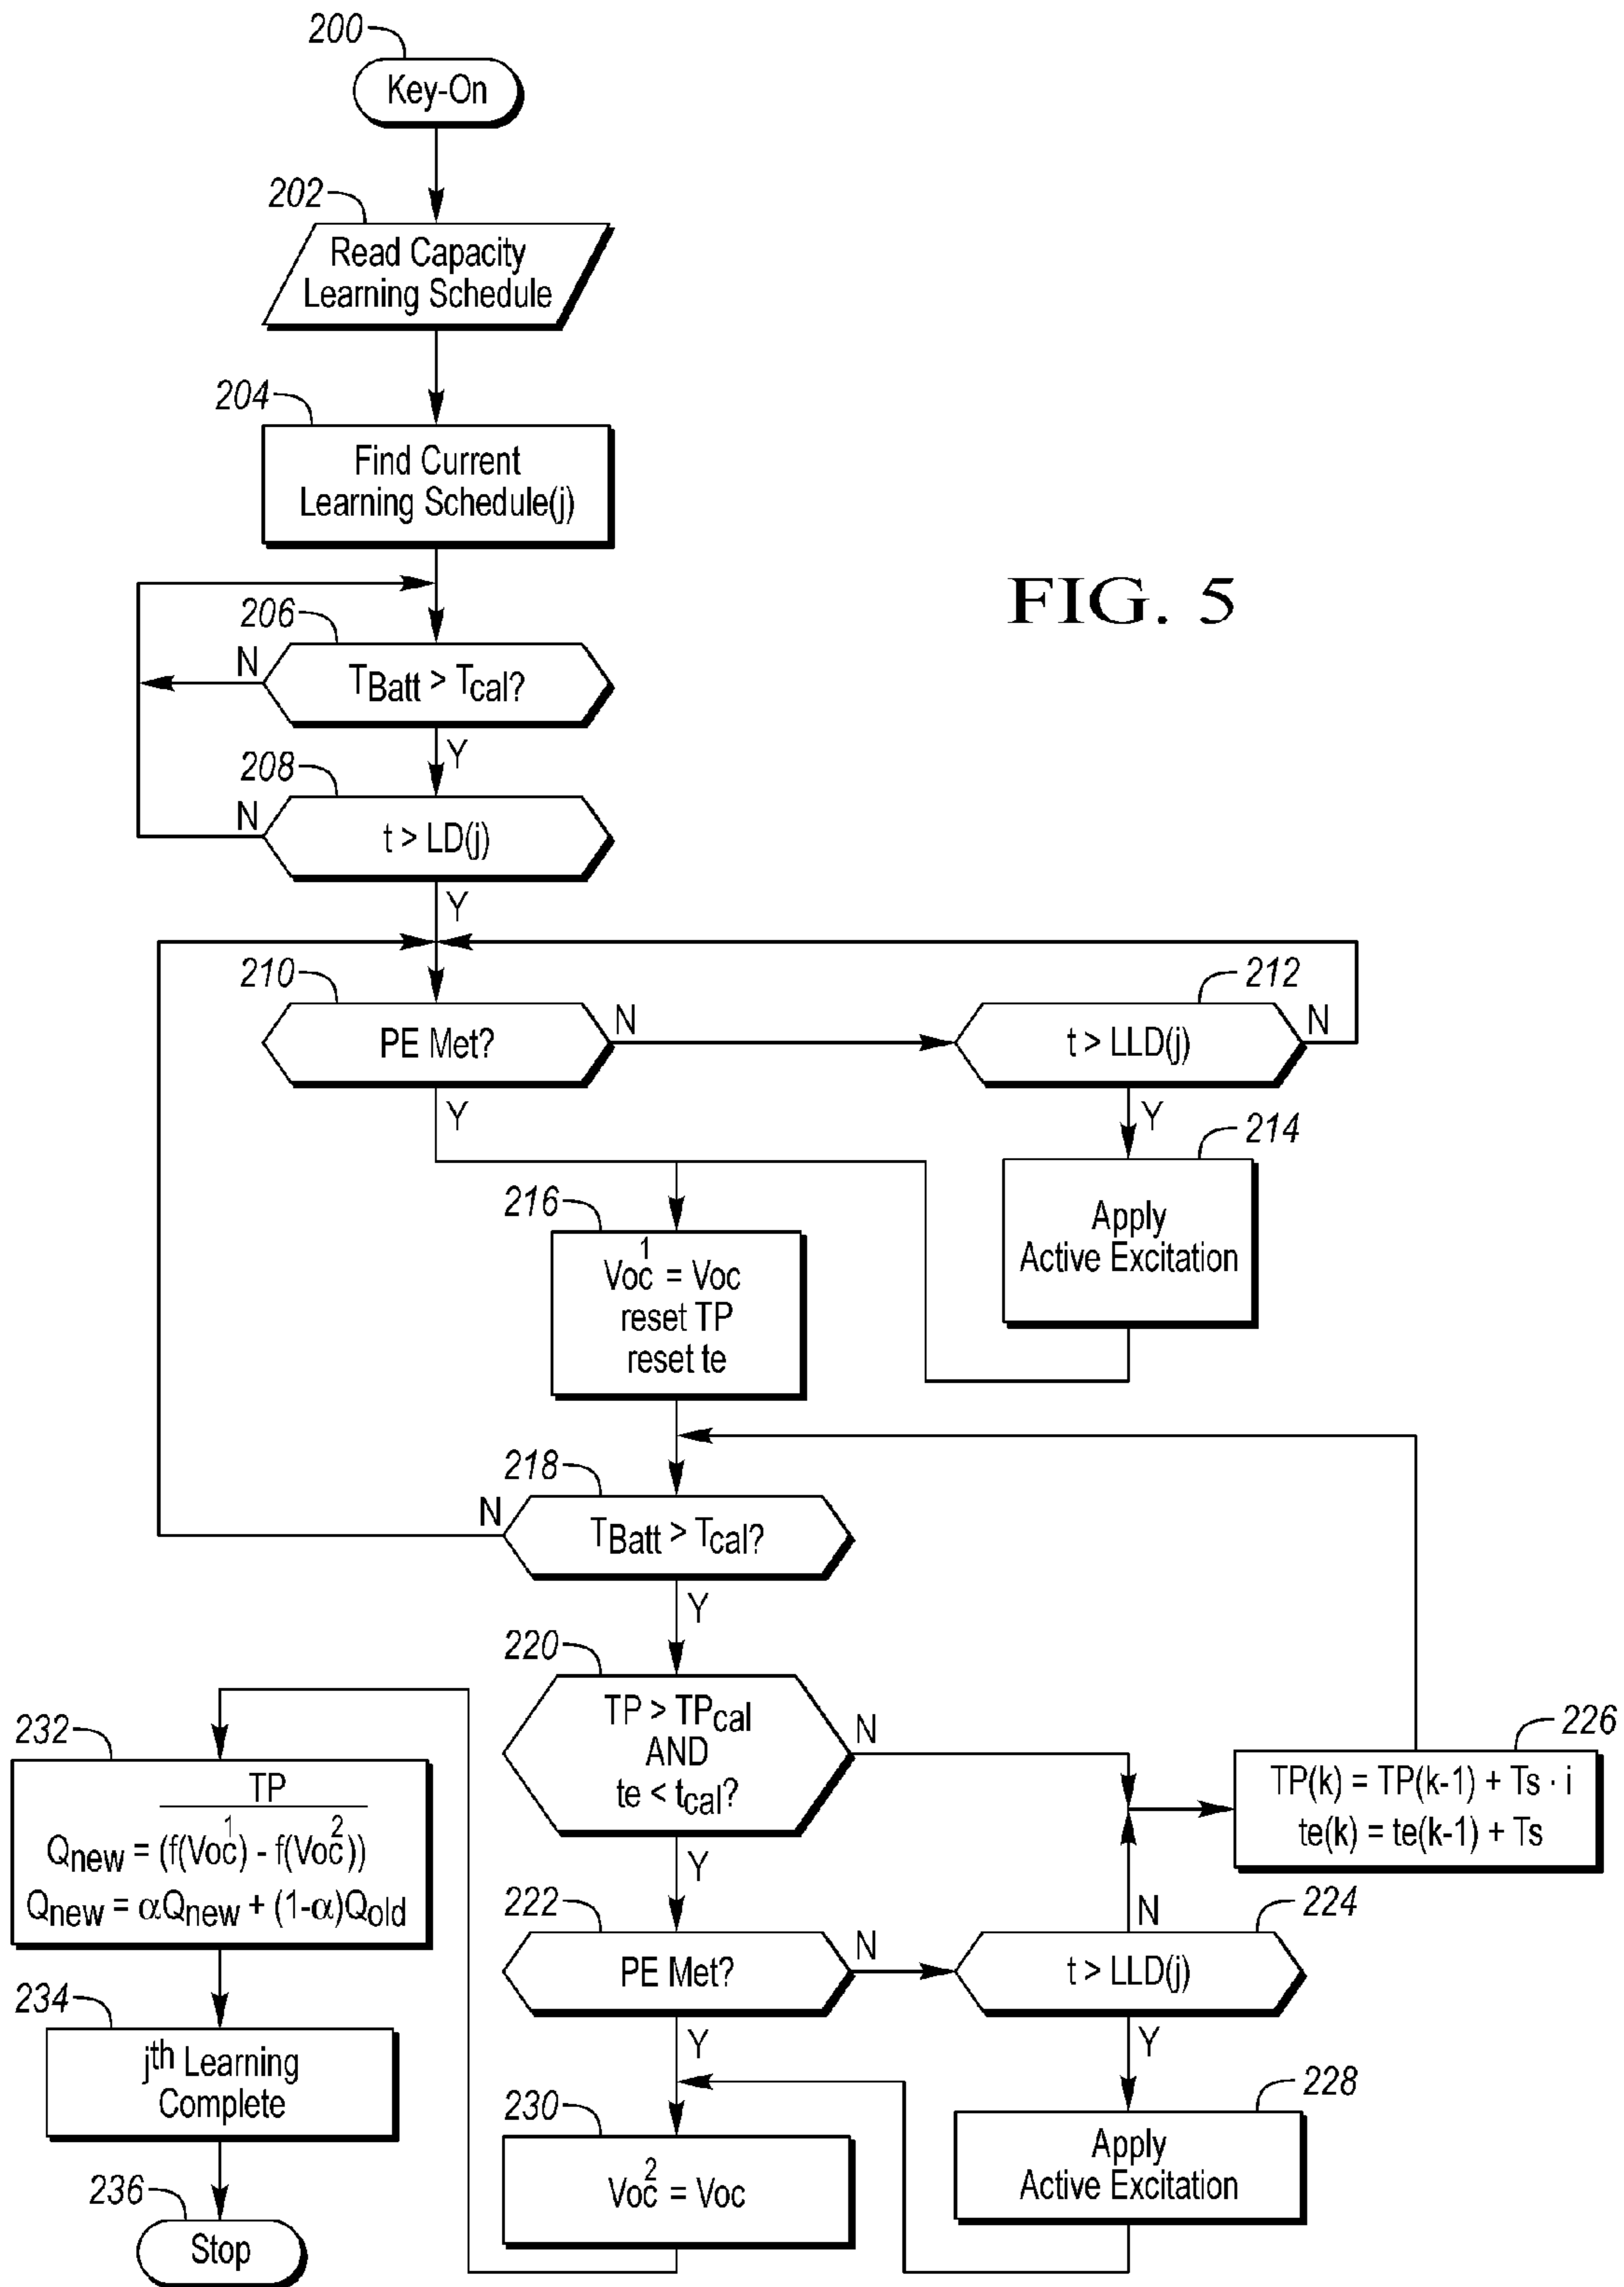 200
Key-On
202
Read Capacity
Learning Schedule
204
Find Current
Learning Schedule(j)
FIG. 5
206
N
TBatt > Tcal?
Y
208
N
t > LD(j)
Y
210
PE Met?
N
212
t > LLD(j)
N
Y
Y
214
Apply
Active Excitation
216
Voc¹ = Voc
reset TP
reset te
218
N
TBatt > Tcal?
Y
220
TP > TPcal
AND
te < tcal?
N
226
TP(k) = TP(k-1) + Ts · i
te(k) = te(k-1) + Ts
Y
232
TP
Qnew = (f(Voc¹) - f(Voc²))
Qnew = αQnew + (1-α)Qold
222
PE Met?
N
N
224
t > LLD(j)
Y
Y
234
jth Learning
Complete
228
Apply
Active Excitation
230
Voc² = Voc
236
Stop